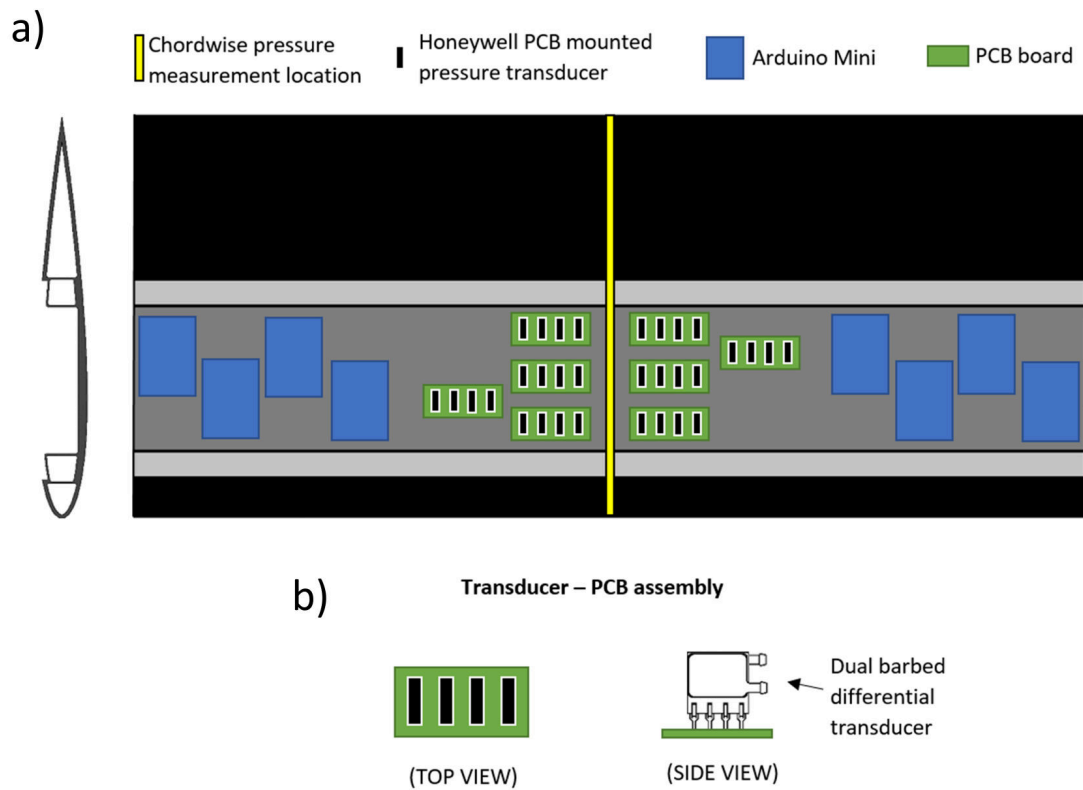 a)
Chordwise pressure
measurement location
Honeywell PCB mounted
pressure transducer
Arduino Mini
PCB board
b)
Transducer – PCB assembly
Dual barbed
differential
transducer
(TOP VIEW)
(SIDE VIEW)